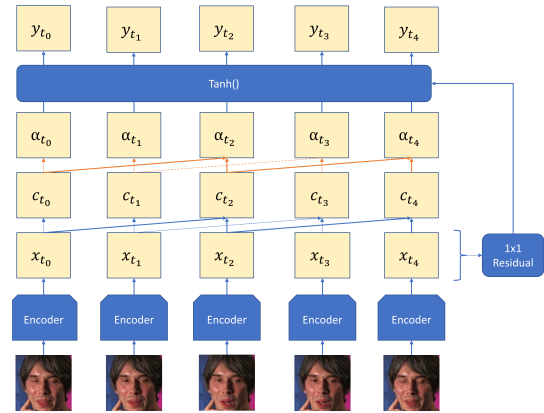 y_{t_0} y_{t_1} y_{t_2} y_{t_3} y_{t_4}
Tanh()
α_{t_0} α_{t_1} α_{t_2} α_{t_3} α_{t_4}
c_{t_0} c_{t_1} c_{t_2} c_{t_3} c_{t_4}
x_{t_0} x_{t_1} x_{t_2} x_{t_3} x_{t_4}
1x1
Residual
Encoder Encoder Encoder Encoder Encoder